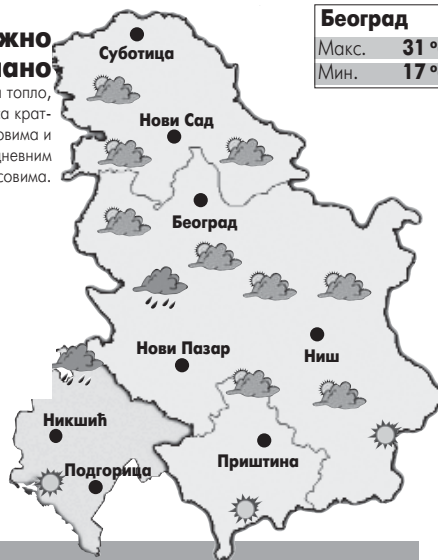 жно
ано
топло,
а крат-
овима и
дневним
совима.
Београд
Макс. 31 °
Мин. 17 °
Суботица
Нови Сад
Београд
Нови Пазар
Ниш
Никшић
Подгорица
Приштина